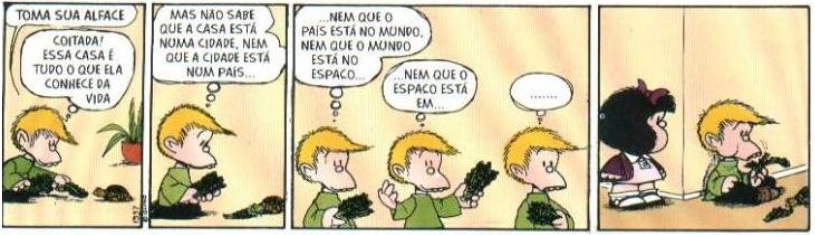 TOMA SUA ALFACE
COITADA!
ESSA CASA É
TUDO O QUE ELA
CONHECE DA
VIDA
MAS NÃO SABE
QUE A CASA ESTÁ
NUMA CIDADE, NEM
QUE A CIDADE ESTÁ
NUM PAÍS...
...NEM QUE O
PAÍS ESTÁ NO MUNDO,
NEM QUE O MUNDO
ESTÁ NO
ESPAÇO...
...NEM QUE O
ESPAÇO ESTÁ
EM...
.......